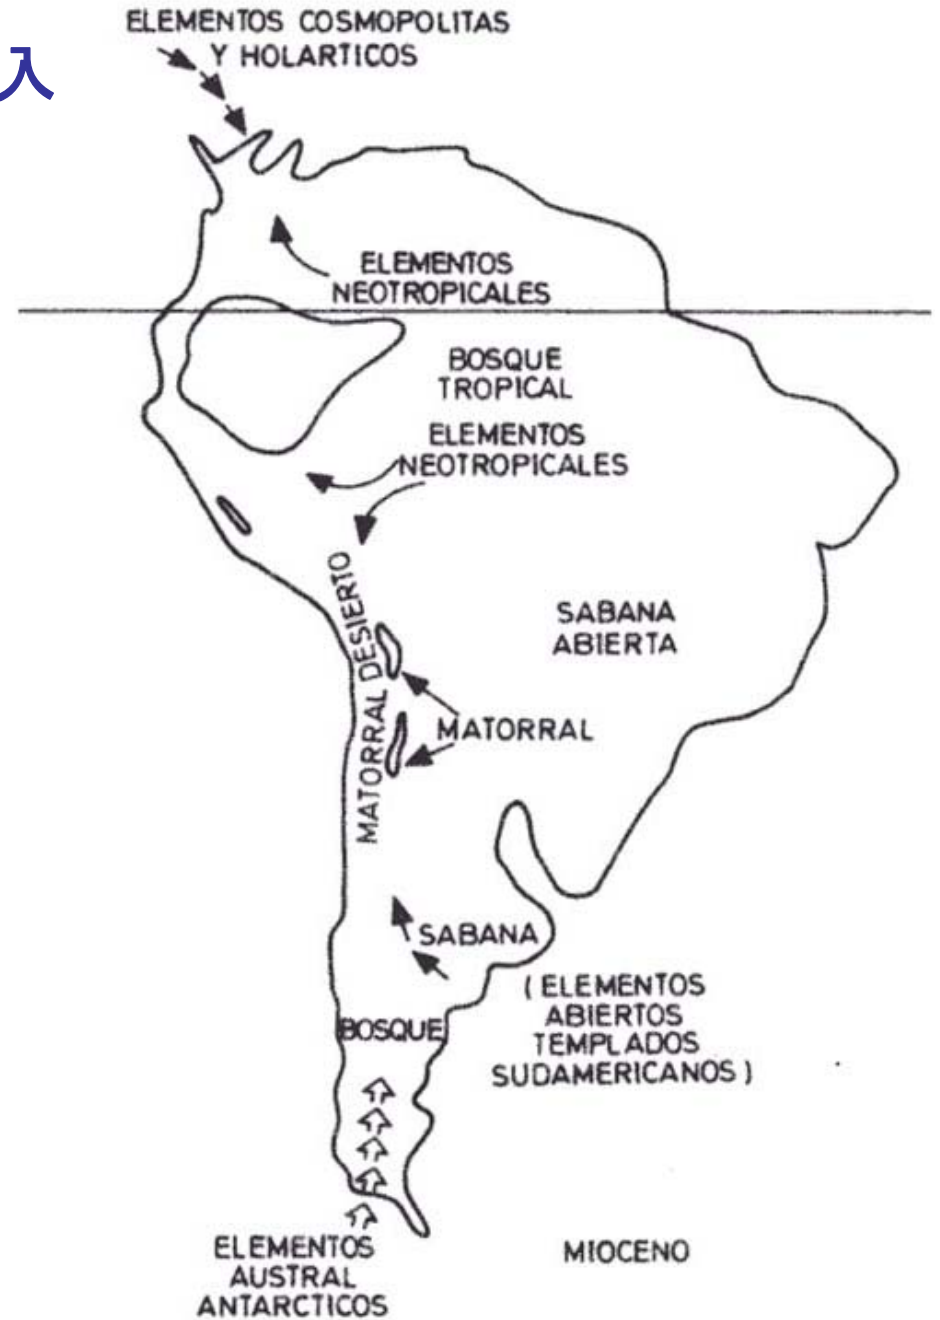 ELEMENTOS COSMOPOLITAS
Y HOLARTICOS
入
ELEMENTOS
NEOTROPICALES
BOSQUE
TROPICAL
ELEMENTOS
NEOTROPICALES
DESIERTO
SABANA
ABIERTA
MATORRAL
MATORRAL
SABANA
(ELEMENTOS
ABIERTOS
TEMPLADOS
SUDAMERICANOS)
BOSQUE
ELEMENTOS
AUSTRAL
ANTARCTICOS
MIOCENO